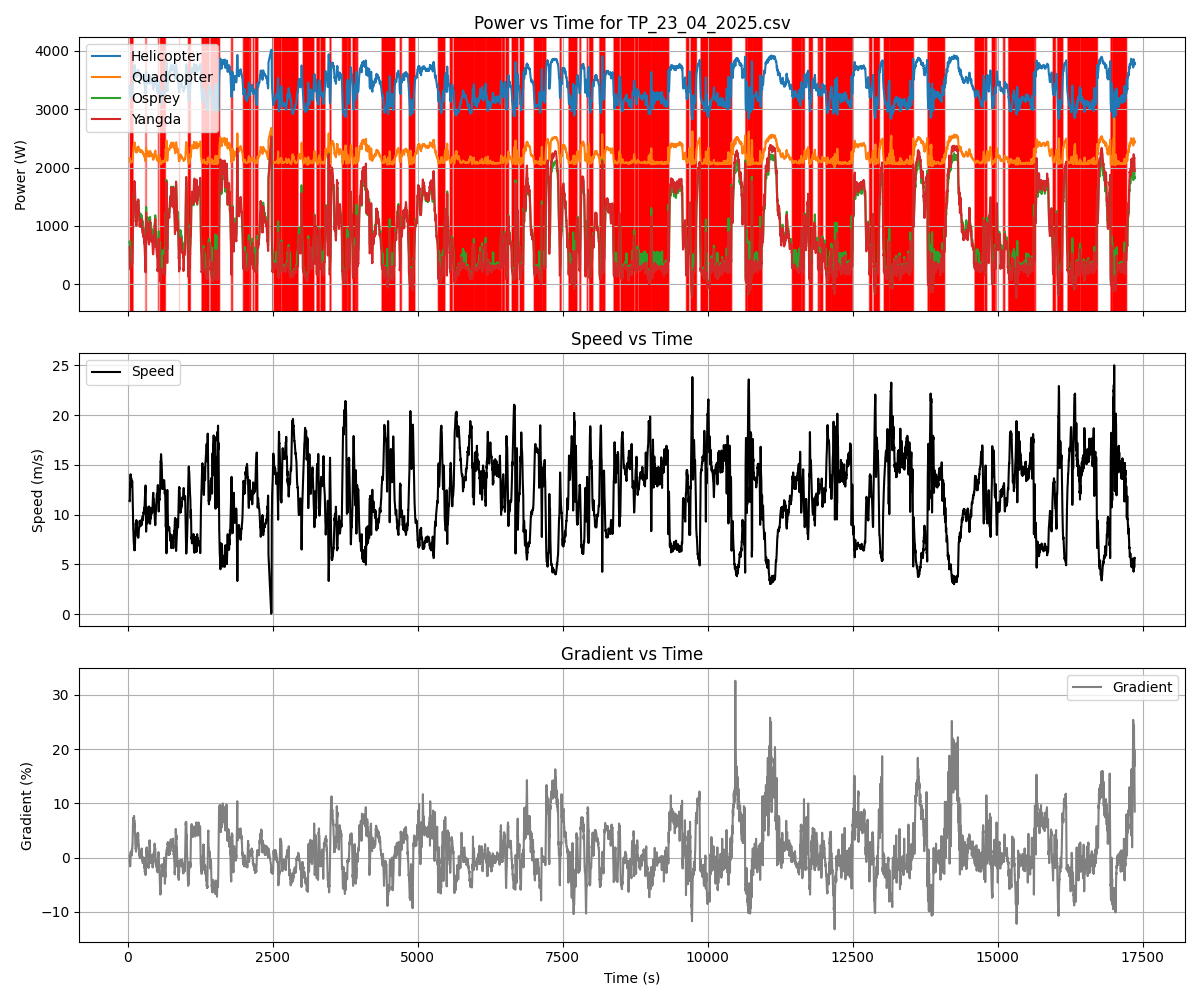 Power vs Time for TP_23_04_2025.csv
Helicopter
Quadcopter
Osprey
Yangda
4000
3000
2000
1000
0
Power (W)
Speed vs Time
Speed
25
20
15
10
5
0
Speed (m/s)
Gradient vs Time
Gradient
30
20
10
0
−10
Gradient (%)
0
2500
5000
7500
10000
12500
15000
17500
Time (s)